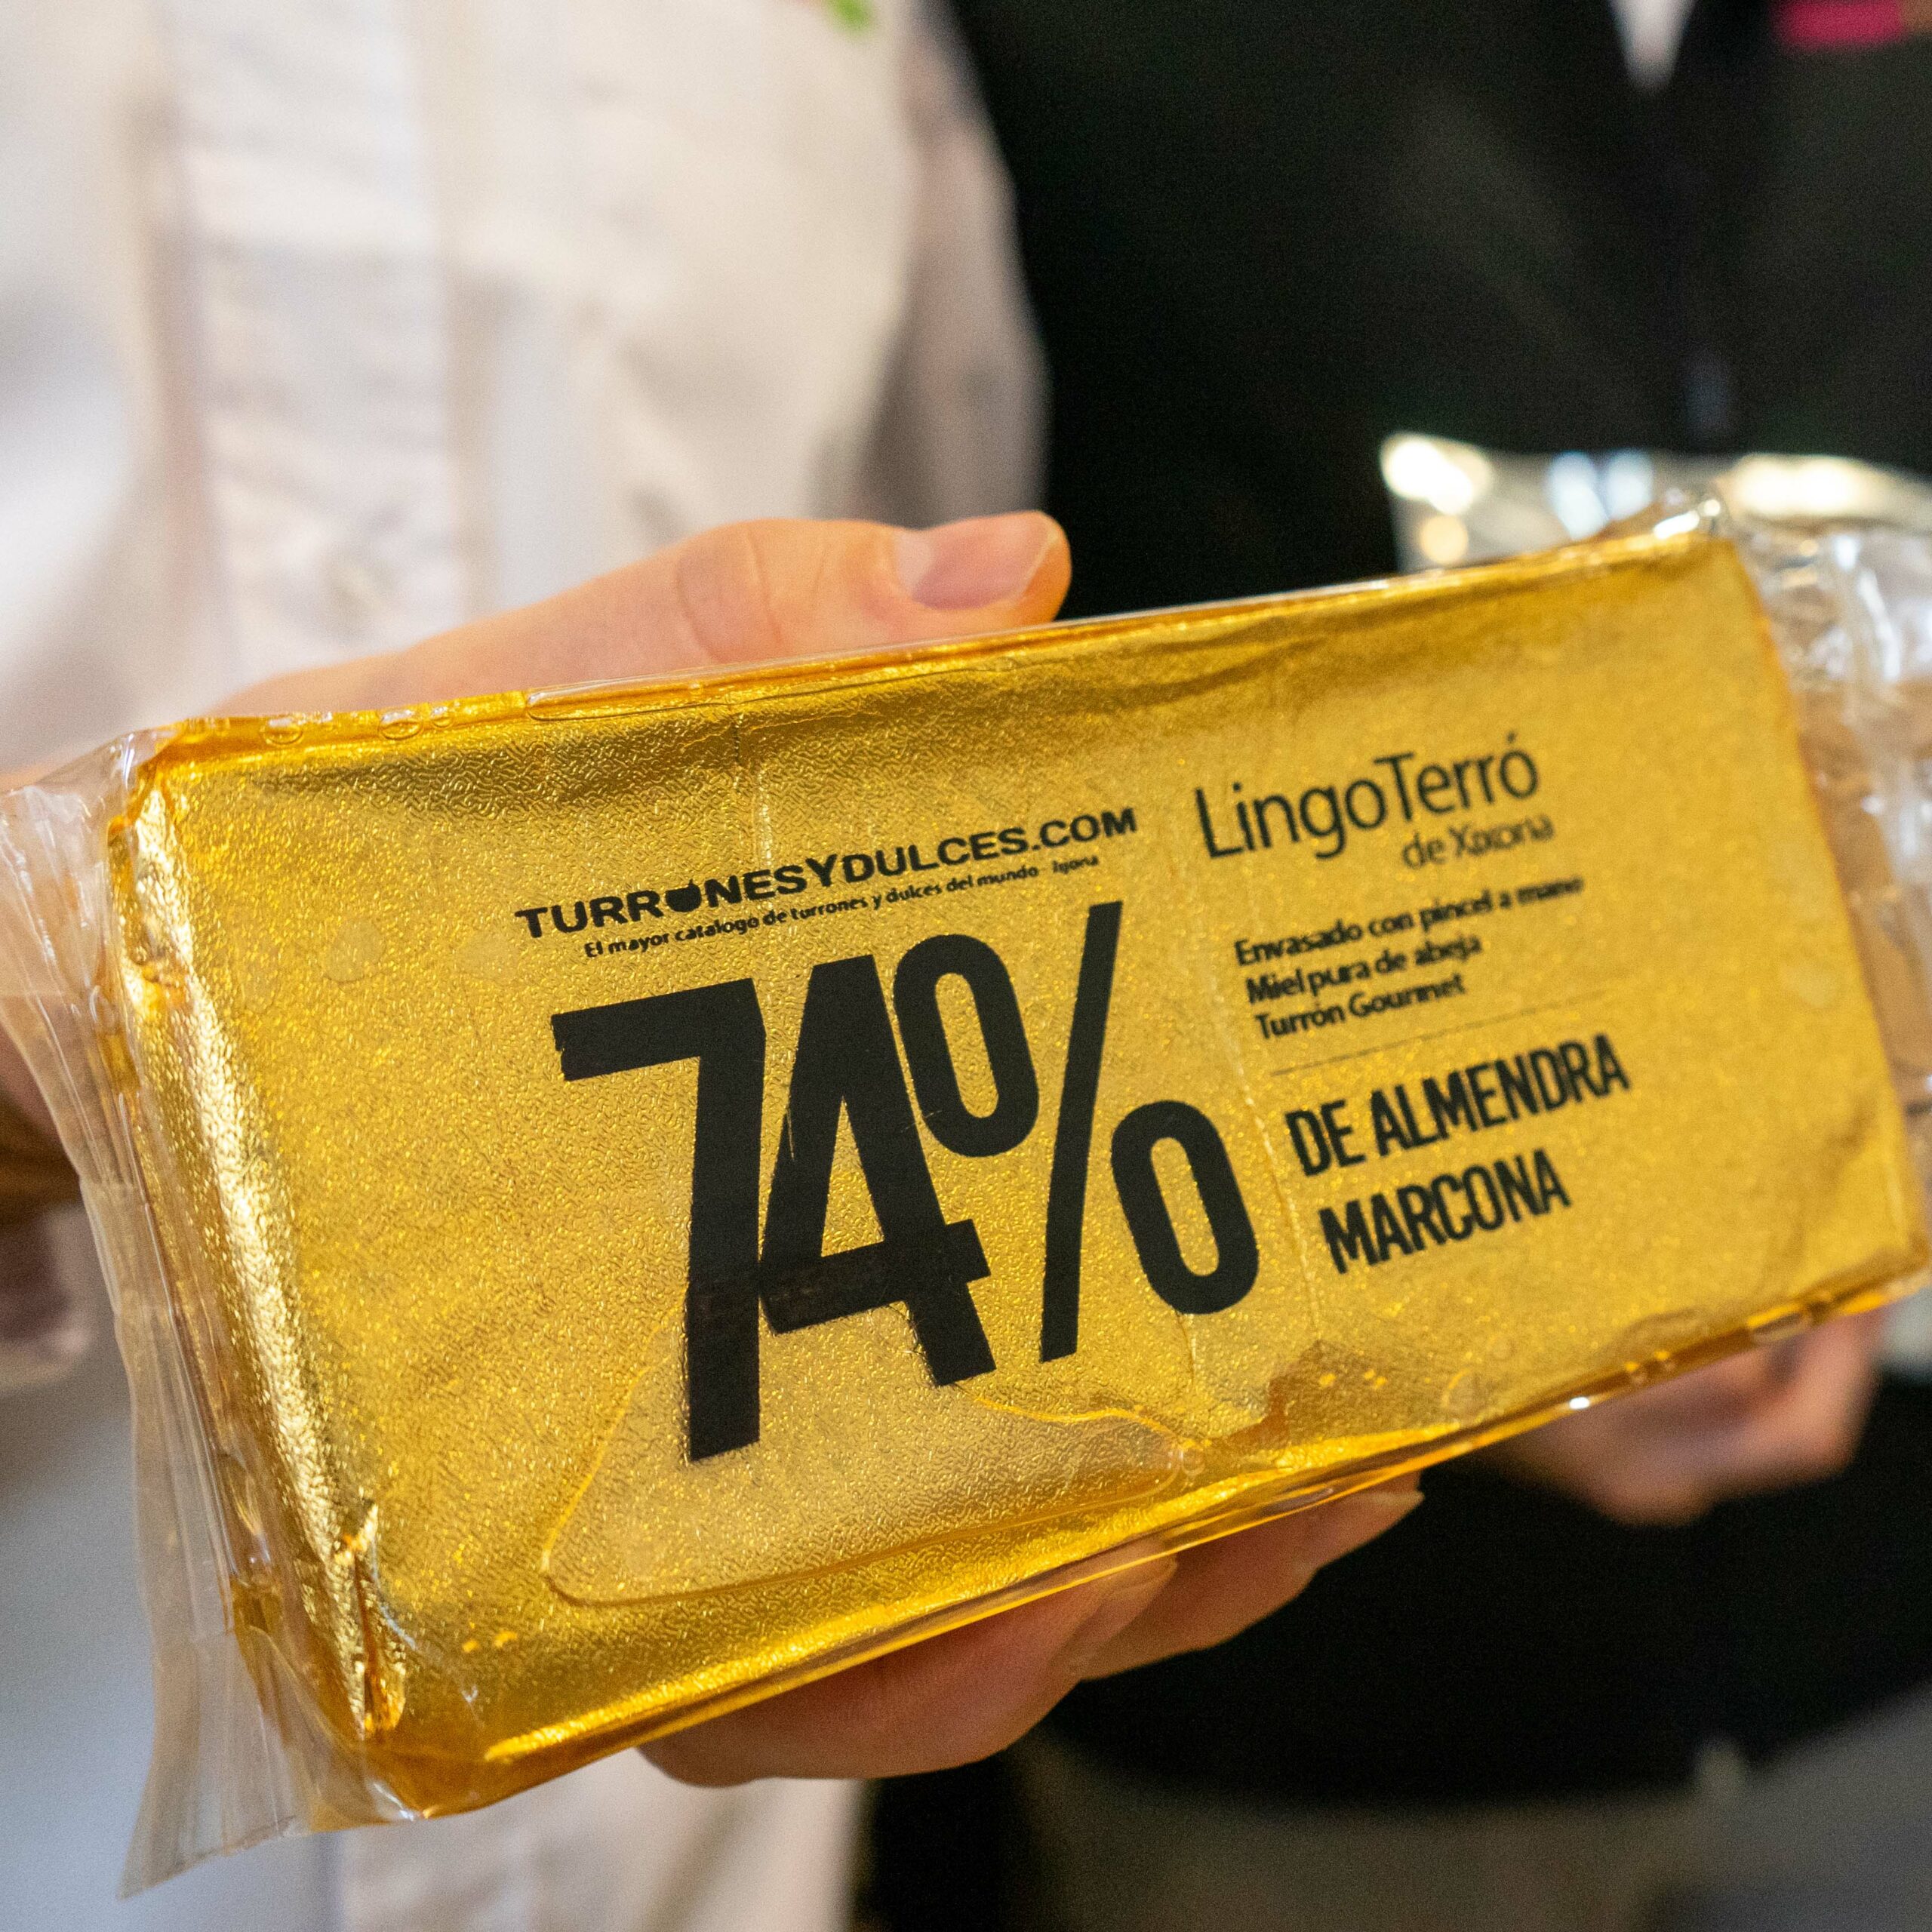 TURRONESYDULCES.COM
El mayor catalogo de turrones y dulces del mundo Jijona
74%
LingoTerró
de Xixona
Envasado con pincel a mano
Miel pura de abeja
Turrón Gourmet
DE ALMENDRA
MARCONA